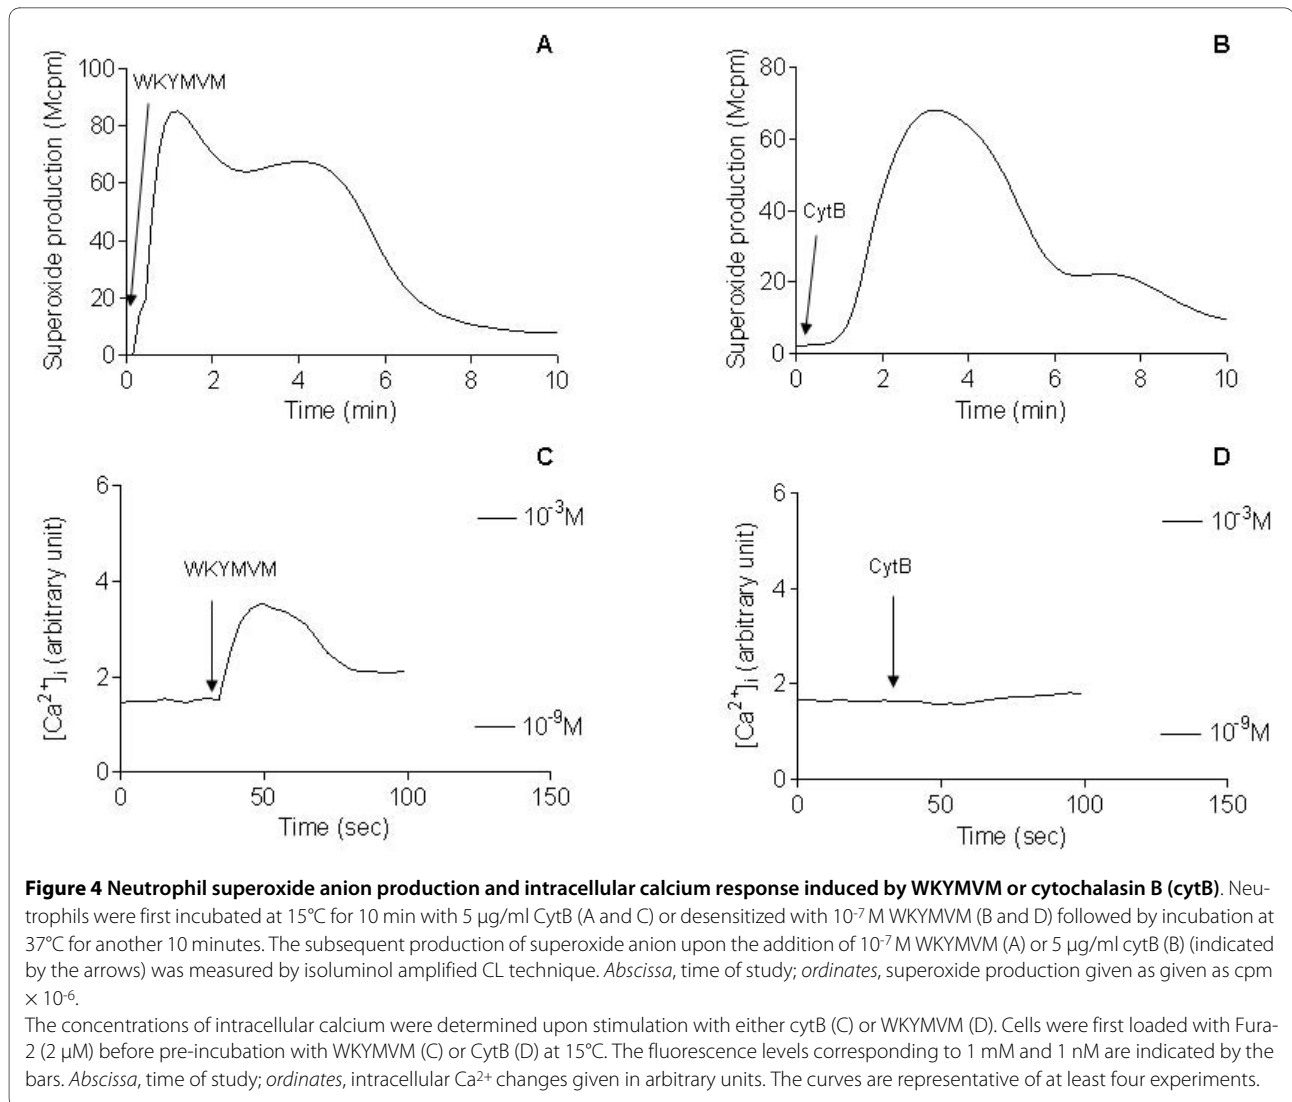 A
Superoxide production (Mcpm)
100
80
60
40
20
0
WKYMVM
0 2 4 6 8 10
Time (min)
B
Superoxide production (Mcpm)
80
60
40
20
0
CytB
0 2 4 6 8 10
Time (min)
C
[Ca²⁺]ᵢ (arbitrary unit)
6
4
2
0
WKYMVM
10⁻³M
10⁻⁹M
0 50 100 150
Time (sec)
D
[Ca²⁺]ᵢ (arbitrary unit)
6
4
2
0
CytB
10⁻³M
10⁻⁹M
0 50 100 150
Time (sec)
Figure 4 Neutrophil superoxide anion production and intracellular calcium response induced by WKYMVM or cytochalasin B (cytB). Neu-
trophils were first incubated at 15°C for 10 min with 5 μg/ml CytB (A and C) or desensitized with 10⁻⁷ M WKYMVM (B and D) followed by incubation at
37°C for another 10 minutes. The subsequent production of superoxide anion upon the addition of 10⁻⁷ M WKYMVM (A) or 5 μg/ml cytB (B) (indicated
by the arrows) was measured by isoluminol amplified CL technique. Abscissa, time of study; ordinates, superoxide production given as given as cpm
× 10⁻⁶.
The concentrations of intracellular calcium were determined upon stimulation with either cytB (C) or WKYMVM (D). Cells were first loaded with Fura-
2 (2 μM) before pre-incubation with WKYMVM (C) or CytB (D) at 15°C. The fluorescence levels corresponding to 1 mM and 1 nM are indicated by the
bars. Abscissa, time of study; ordinates, intracellular Ca²⁺ changes given in arbitrary units. The curves are representative of at least four experiments.